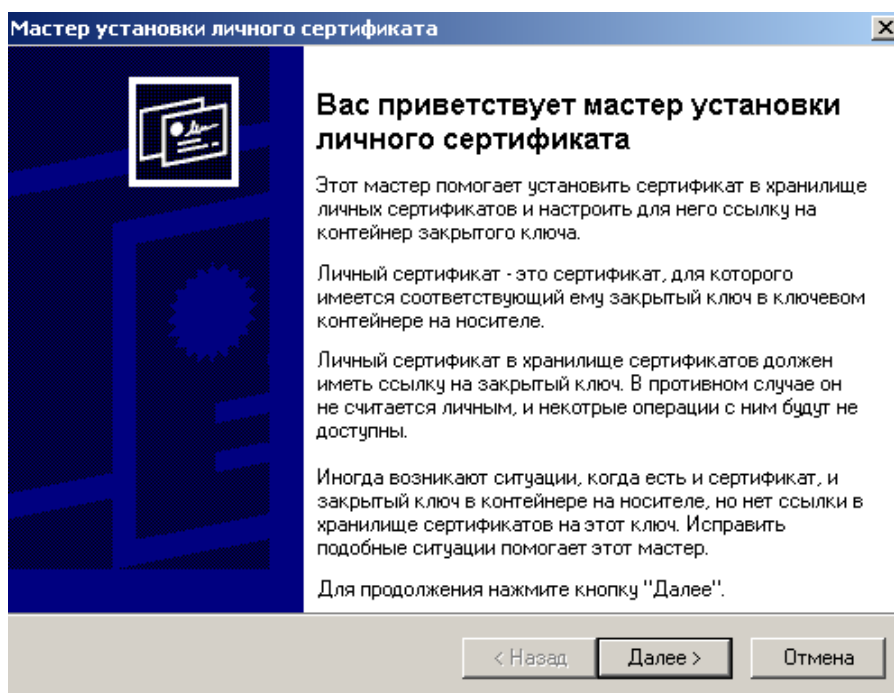 Мастер установки личного сертификата
Вас приветствует мастер установки
личного сертификата
Этот мастер помогает установить сертификат в хранилище
личных сертификатов и настроить для него ссылку на
контейнер закрытого ключа.
Личный сертификат - это сертификат, для которого
имеется соответствующий ему закрытый ключ в ключевом
контейнере на носителе.
Личный сертификат в хранилище сертификатов должен
иметь ссылку на закрытый ключ. В противном случае он
не считается личным, и некотрые операции с ним будут не
доступны.
Иногда возникают ситуации, когда есть и сертификат, и
закрытый ключ в контейнере на носителе, но нет ссылки в
хранилище сертификатов на этот ключ. Исправить
подобные ситуации помогает этот мастер.
Для продолжения нажмите кнопку "Далее".
< Назад
Далее >
Отмена